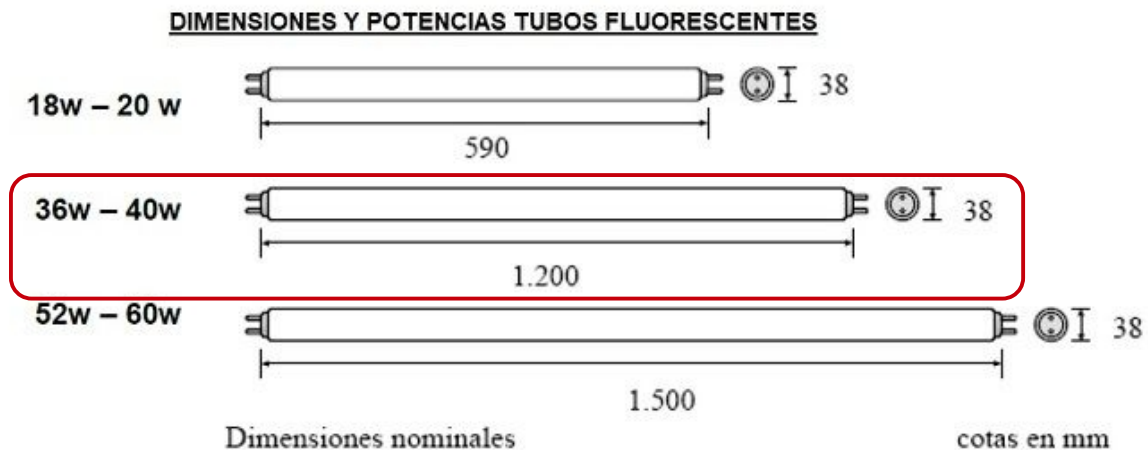 DIMENSIONES Y POTENCIAS TUBOS FLUORESCENTES
18w – 20 w
38
590
36w – 40w
38
1.200
52w – 60w
38
1.500
Dimensiones nominales
cotas en mm